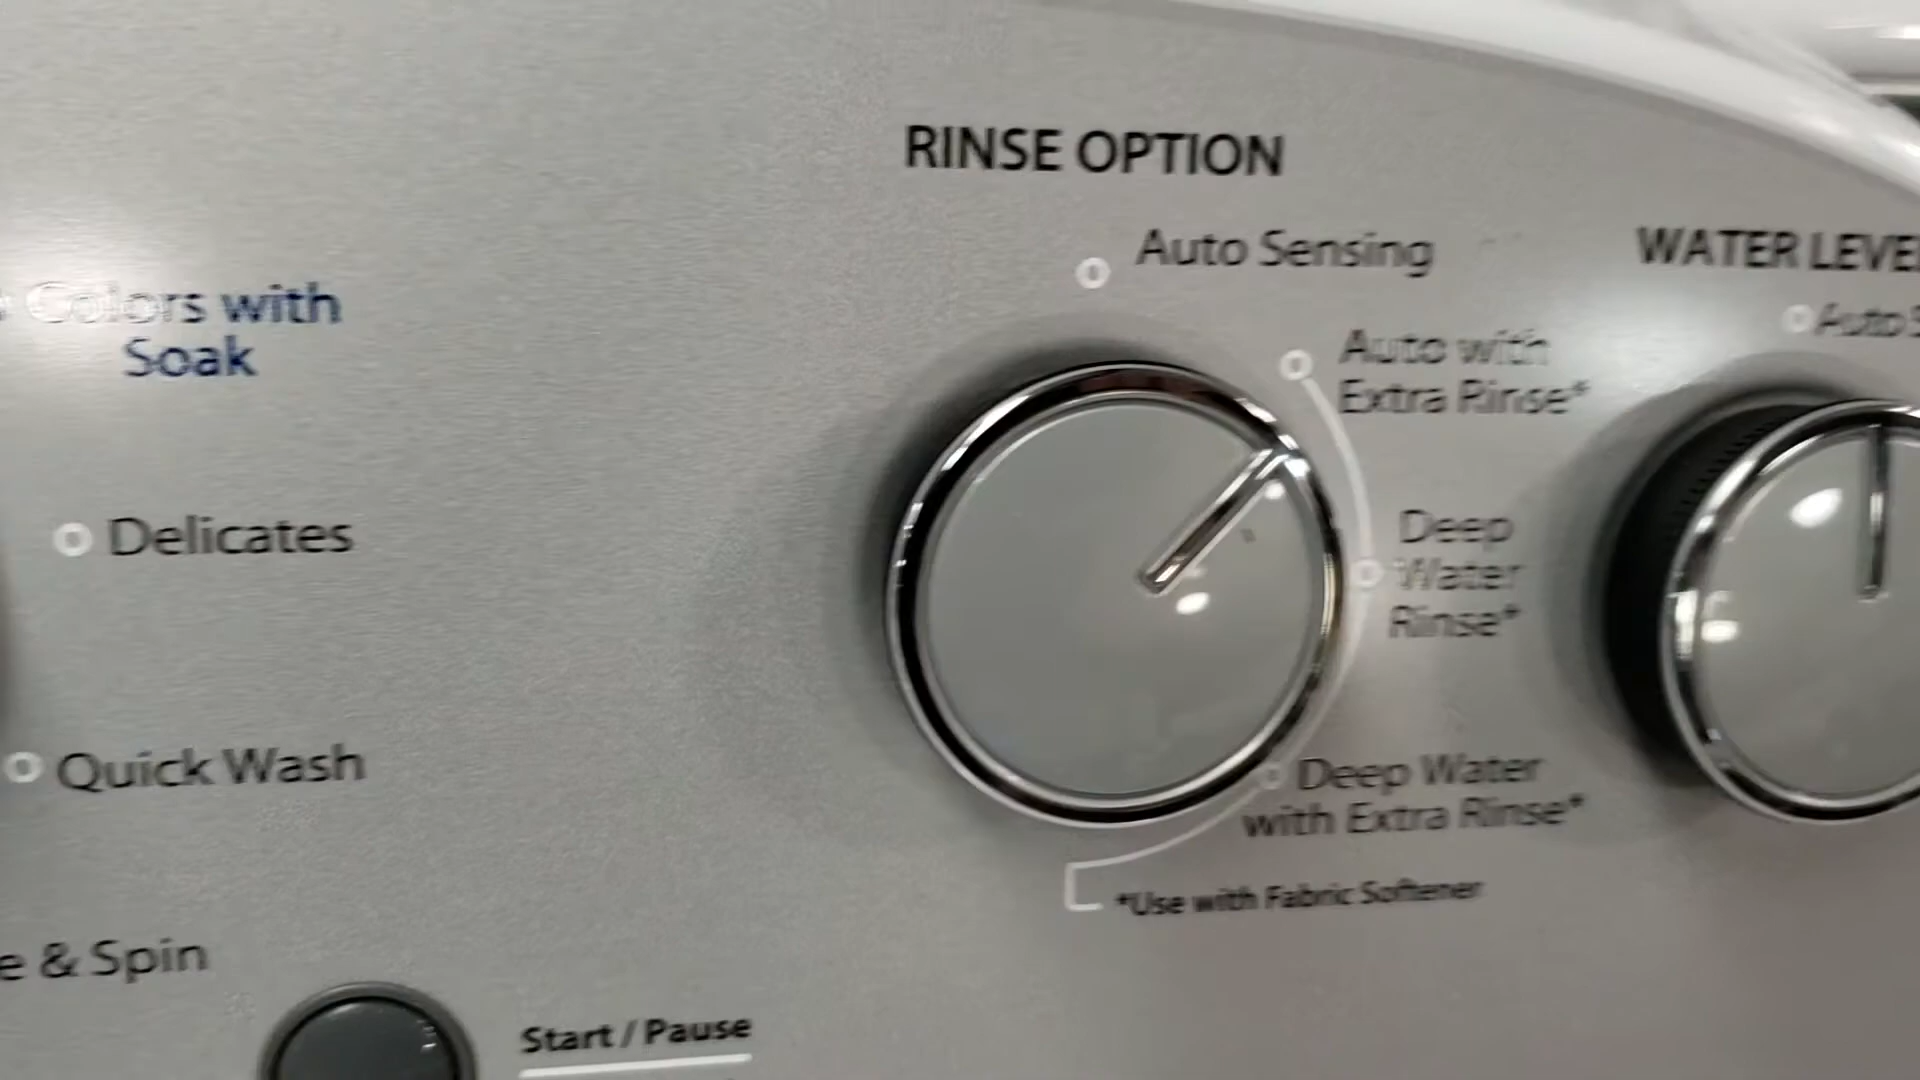 Colors with
Soak
Delicates
Quick Wash
& Spin
Start / Pause
RINSE OPTION
Auto Sensing
Auto with
Extra Rinse*
Deep
Water
Rinse*
Deep Water
with Extra Rinse*
*Use with Fabric Softener
WATER LEVE
Auto S